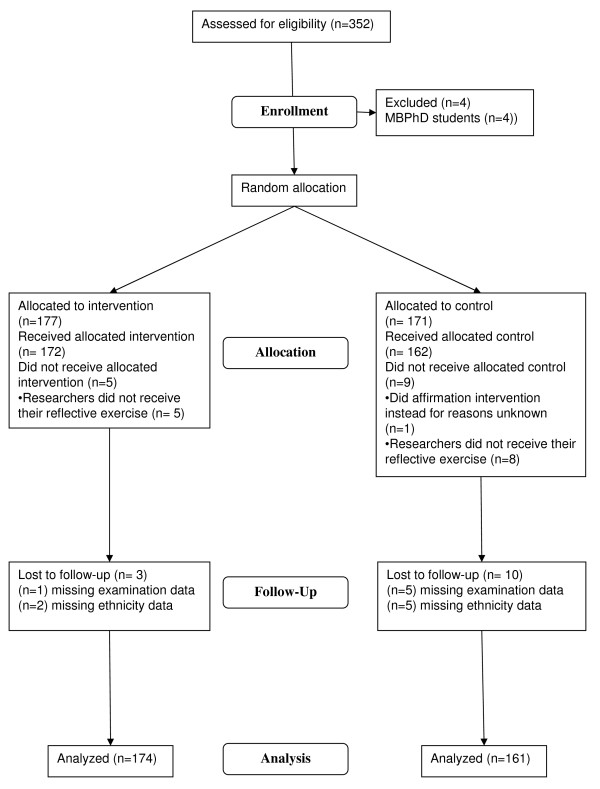 Assessed for eligibility (n=352)
Enrollment
Excluded (n=4)
MBPhD students (n=4))
Random allocation
Allocated to intervention
(n=177)
Received allocated intervention
(n= 172)
Did not receive allocated
intervention (n=5)
•Researchers did not receive
their reflective exercise (n= 5)
Allocation
Allocated to control
(n= 171)
Received allocated control
(n= 162)
Did not receive allocated control
(n=9)
•Did affirmation intervention
instead for reasons unknown
(n=1)
•Researchers did not receive their
reflective exercise (n=8)
Lost to follow-up (n= 3)
(n=1) missing examination data
(n=2) missing ethnicity data
Follow-Up
Lost to follow-up (n= 10)
(n=5) missing examination data
(n=5) missing ethnicity data
Analyzed (n=174)
Analysis
Analyzed (n=161)